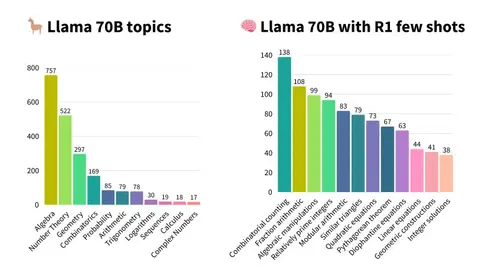 Llama 70B topics
800
600
400
200
0
757
522
297
169
85
79
78
30
19
18
17
Algebra
Number Theory
Geometry
Combinatorics
Probability
Arithmetic
Trigonometry
Logarithms
Sequences
Calculus
Complex Numbers
Llama 70B with R1 few shots
140
120
100
80
60
40
20
0
138
108
99
94
83
79
73
67
63
44
41
38
Combinatorial counting
Fraction arithmetic
Algebraic manipulations
Relatively prime integers
Modular arithmetic
Similar triangles
Quadratic equations
Pythagorean theorem
Diophantine equations
Linear equations
Geometric constructions
Integer solutions